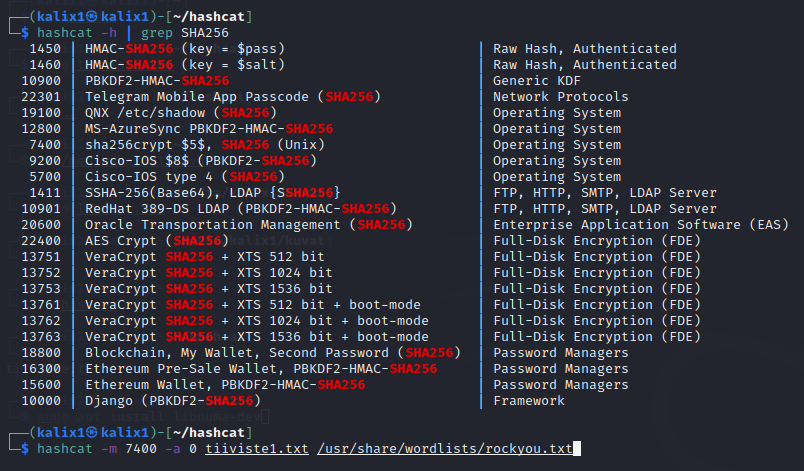 ┌──(kalix1㉿kalix1)-[~/hashcat]
└─$ hashcat -h | grep SHA256
1450 | HMAC-SHA256 (key = $pass) | Raw Hash, Authenticated
1460 | HMAC-SHA256 (key = $salt) | Raw Hash, Authenticated
10900 | PBKDF2-HMAC-SHA256 | Generic KDF
22301 | Telegram Mobile App Passcode (SHA256) | Network Protocols
19100 | QNX /etc/shadow (SHA256) | Operating System
12800 | MS-AzureSync PBKDF2-HMAC-SHA256 | Operating System
7400 | sha256crypt $5$, SHA256 (Unix) | Operating System
9200 | Cisco-IOS $8$ (PBKDF2-SHA256) | Operating System
5700 | Cisco-IOS type 4 (SHA256) | Operating System
1411 | SSHA-256(Base64), LDAP {SSHA256} | FTP, HTTP, SMTP, LDAP Server
10901 | RedHat 389-DS LDAP (PBKDF2-HMAC-SHA256) | FTP, HTTP, SMTP, LDAP Server
20600 | Oracle Transportation Management (SHA256) | Enterprise Application Software (EAS)
22400 | AES Crypt (SHA256) | Full-Disk Encryption (FDE)
13751 | VeraCrypt SHA256 + XTS 512 bit | Full-Disk Encryption (FDE)
13752 | VeraCrypt SHA256 + XTS 1024 bit | Full-Disk Encryption (FDE)
13753 | VeraCrypt SHA256 + XTS 1536 bit | Full-Disk Encryption (FDE)
13761 | VeraCrypt SHA256 + XTS 512 bit + boot-mode | Full-Disk Encryption (FDE)
13762 | VeraCrypt SHA256 + XTS 1024 bit + boot-mode | Full-Disk Encryption (FDE)
13763 | VeraCrypt SHA256 + XTS 1536 bit + boot-mode | Full-Disk Encryption (FDE)
18800 | Blockchain, My Wallet, Second Password (SHA256) | Password Managers
16300 | Ethereum Pre-Sale Wallet, PBKDF2-HMAC-SHA256 | Password Managers
15600 | Ethereum Wallet, PBKDF2-HMAC-SHA256 | Password Managers
10000 | Django (PBKDF2-SHA256) | Framework
┌──(kalix1㉿kalix1)-[~/hashcat]
└─$ hashcat -m 7400 -a 0 tiiviste1.txt /usr/share/wordlists/rockyou.txt